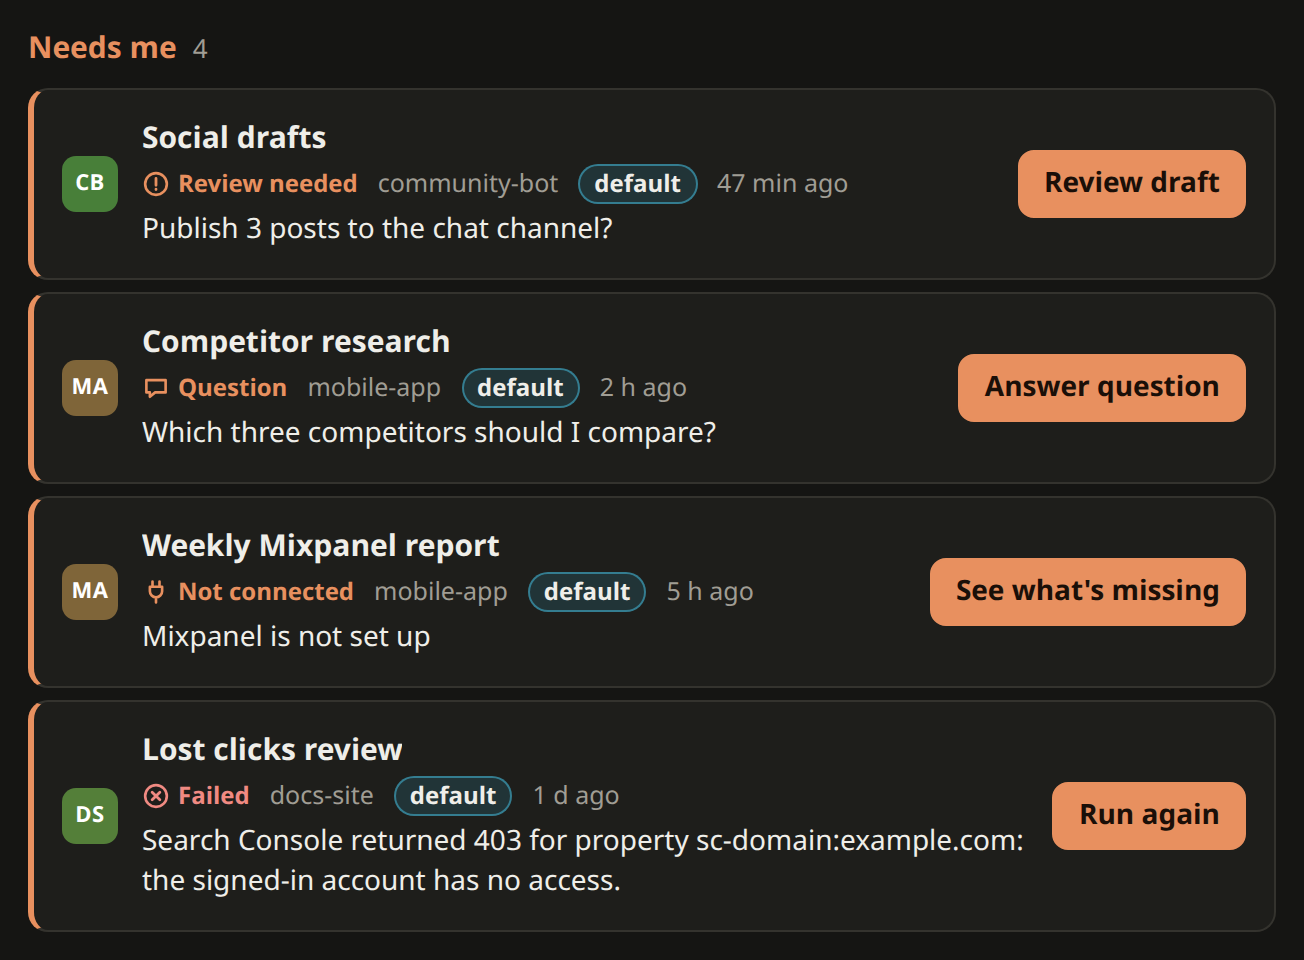 Needs me 4
Social drafts
CB
Review needed community-bot default 47 min ago
Review draft
Publish 3 posts to the chat channel?
Competitor research
MA
Question mobile-app default 2 h ago
Answer question
Which three competitors should I compare?
Weekly Mixpanel report
MA
Not connected mobile-app default 5 h ago
See what's missing
Mixpanel is not set up
Lost clicks review
DS
Failed docs-site default 1 d ago
Run again
Search Console returned 403 for property sc-domain:example.com:
the signed-in account has no access.